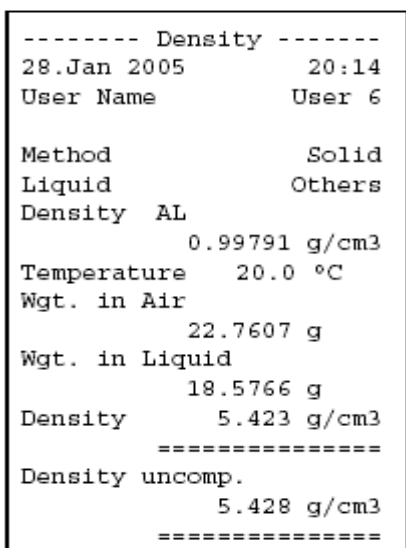 -------- Density -------
28.Jan 2005 20:14
User Name User 6
Method Solid
Liquid Others
Density AL
0.99791 g/cm3
Temperature 20.0 °C
Wgt. in Air
22.7607 g
Wgt. in Liquid
18.5766 g
Density 5.423 g/cm3
===============
Density uncomp.
5.428 g/cm3
===============